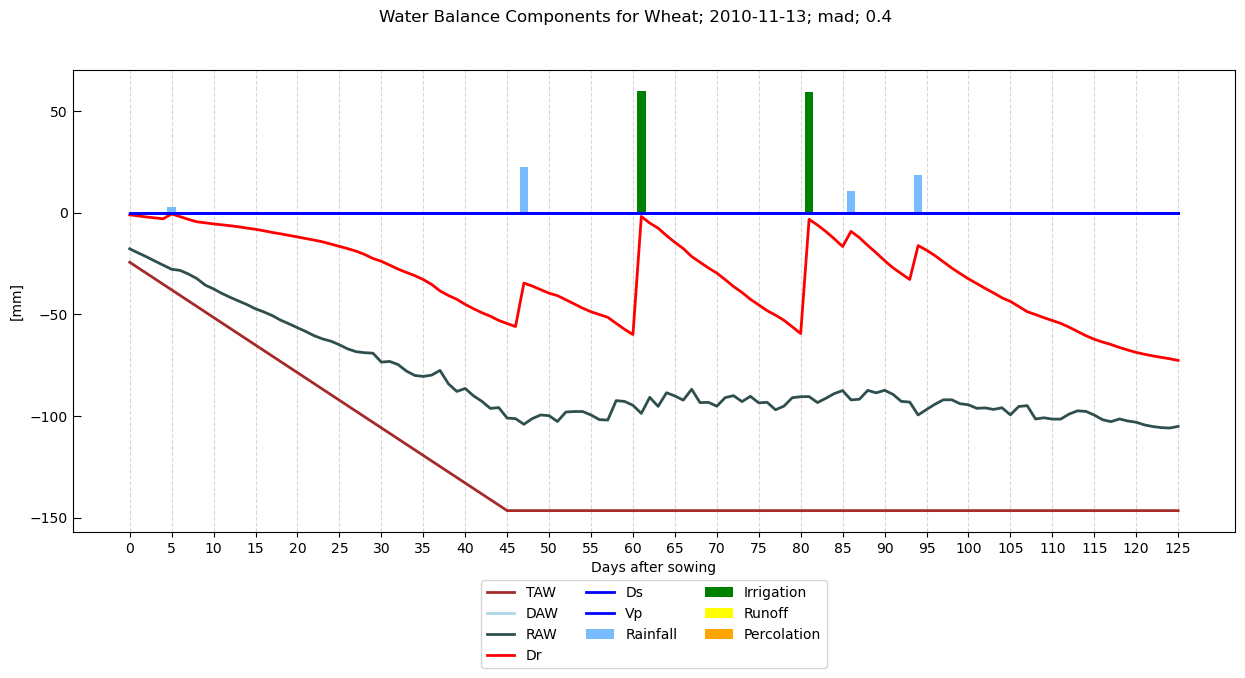 Water Balance Components for Wheat; 2010-11-13; mad; 0.4
[mm]
50
0
−50
−100
−150
0 5 10 15 20 25 30 35 40 45 50 55 60 65 70 75 80 85 90 95 100 105 110 115 120 125
Days after sowing
TAW
DAW
RAW
Dr
Ds
Vp
Rainfall
Irrigation
Runoff
Percolation